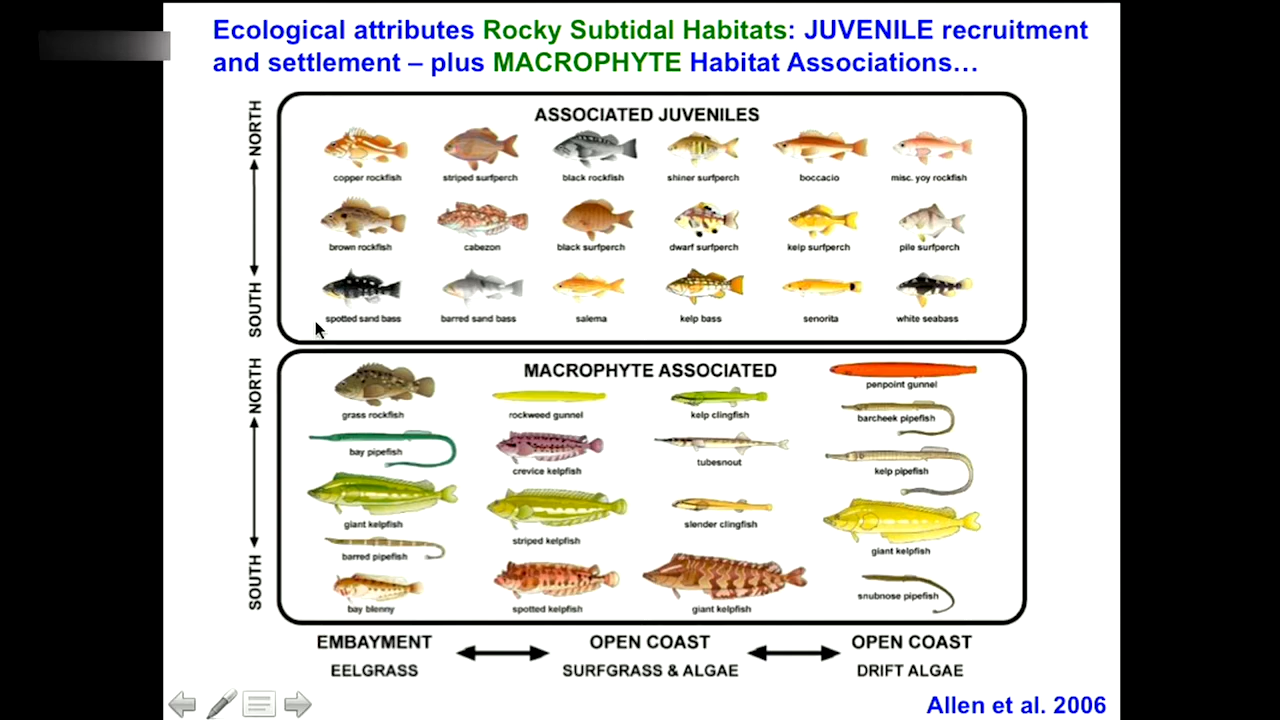 Ecological attributes Rocky Subtidal Habitats: JUVENILE recruitment
and settlement – plus MACROPHYTE Habitat Associations…
NORTH
SOUTH
ASSOCIATED JUVENILES
copper rockfish
striped surfperch
black rockfish
shiner surfperch
boccacio
misc. yoy rockfish
brown rockfish
cabezon
black surfperch
dwarf surfperch
kelp surfperch
pile surfperch
spotted sand bass
barred sand bass
salema
kelp bass
senorita
white seabass
NORTH
SOUTH
MACROPHYTE ASSOCIATED
grass rockfish
bay pipefish
giant kelpfish
barred pipefish
bay blenny
rockweed gunnel
crevice kelpfish
striped kelpfish
spotted kelpfish
kelp clingfish
tubesnout
slender clingfish
giant kelpfish
penpoint gunnel
barcheek pipefish
kelp pipefish
giant kelpfish
snubnose pipefish
EMBAYMENT
EELGRASS
OPEN COAST
SURFGRASS & ALGAE
OPEN COAST
DRIFT ALGAE
Allen et al. 2006